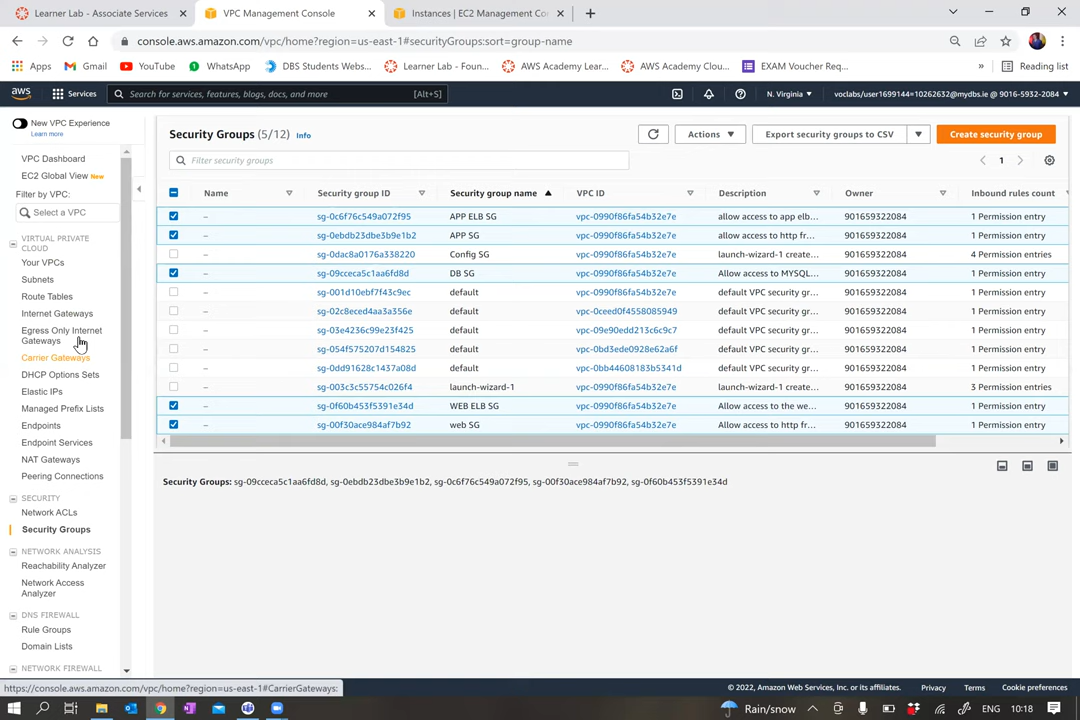 Learner Lab - Associate Services
VPC Management Console
Instances | EC2 Management Con
console.aws.amazon.com/vpc/home?region=us-east-1#securityGroups:sort=group-name
Apps
Gmail
YouTube
WhatsApp
DBS Students Webs...
Learner Lab - Foun...
AWS Academy Lear...
AWS Academy Clou...
EXAM Voucher Req...
»
Reading list
aws
Services
Search for services, features, blogs, docs, and more
[Alt+S]
N. Virginia
voclabs/user1699144=10262632@mydbs.ie @ 9016-5932-2084
New VPC Experience
Learn more
VPC Dashboard
EC2 Global View New
Filter by VPC:
Select a VPC
VIRTUAL PRIVATE
CLOUD
Your VPCs
Subnets
Route Tables
Internet Gateways
Egress Only Internet
Gateways
Carrier Gateways
DHCP Options Sets
Elastic IPs
Managed Prefix Lists
Endpoints
Endpoint Services
NAT Gateways
Peering Connections
SECURITY
Network ACLs
Security Groups
NETWORK ANALYSIS
Reachability Analyzer
Network Access
Analyzer
DNS FIREWALL
Rule Groups
Domain Lists
NETWORK FIREWALL
Security Groups (5/12) Info
Actions
Export security groups to CSV
Create security group
Filter security groups
1
Name Security group ID Security group name VPC ID Description Owner Inbound rules count
– sg-0c6f76c549a072f95 APP ELB SG vpc-0990f86fa54b32e7e allow access to app elb... 901659322084 1 Permission entry
– sg-0ebdb23dbe3b9e1b2 APP SG vpc-0990f86fa54b32e7e allow access to http fr... 901659322084 1 Permission entry
– sg-0dac8a0176a338220 Config SG vpc-0990f86fa54b32e7e launch-wizard-1 create... 901659322084 4 Permission entries
– sg-09cceca5c1aa6fd8d DB SG vpc-0990f86fa54b32e7e Allow access to MYSQL... 901659322084 1 Permission entry
– sg-001d10ebf7f43c9ec default vpc-0990f86fa54b32e7e default VPC security gr... 901659322084 1 Permission entry
– sg-02c8eced4aa3a356e default vpc-0ceed0f4558085949 default VPC security gr... 901659322084 1 Permission entry
– sg-03e4236c99e23f425 default vpc-09e90edd213c6c9c7 default VPC security gr... 901659322084 1 Permission entry
– sg-054f575207d154825 default vpc-0bd3ede0928e62a6f default VPC security gr... 901659322084 1 Permission entry
– sg-0dd91628c1437a08d default vpc-0bb44608183b5341d default VPC security gr... 901659322084 1 Permission entry
– sg-003c3c55754c026f4 launch-wizard-1 vpc-0990f86fa54b32e7e launch-wizard-1 create... 901659322084 3 Permission entries
– sg-0f60b453f5391e34d WEB ELB SG vpc-0990f86fa54b32e7e Allow access to the we... 901659322084 1 Permission entry
– sg-00f30ace984af7b92 web SG vpc-0990f86fa54b32e7e Allow access to http fr... 901659322084 1 Permission entry
Security Groups: sg-09cceca5c1aa6fd8d, sg-0ebdb23dbe3b9e1b2, sg-0c6f76c549a072f95, sg-00f30ace984af7b92, sg-0f60b453f5391e34d
https://console.aws.amazon.com/vpc/home?region=us-east-1#CarrierGateways:
© 2022, Amazon Web Services, Inc. or its affiliates.
Privacy
Terms
Cookie preferences
Rain/snow
ENG
10:18